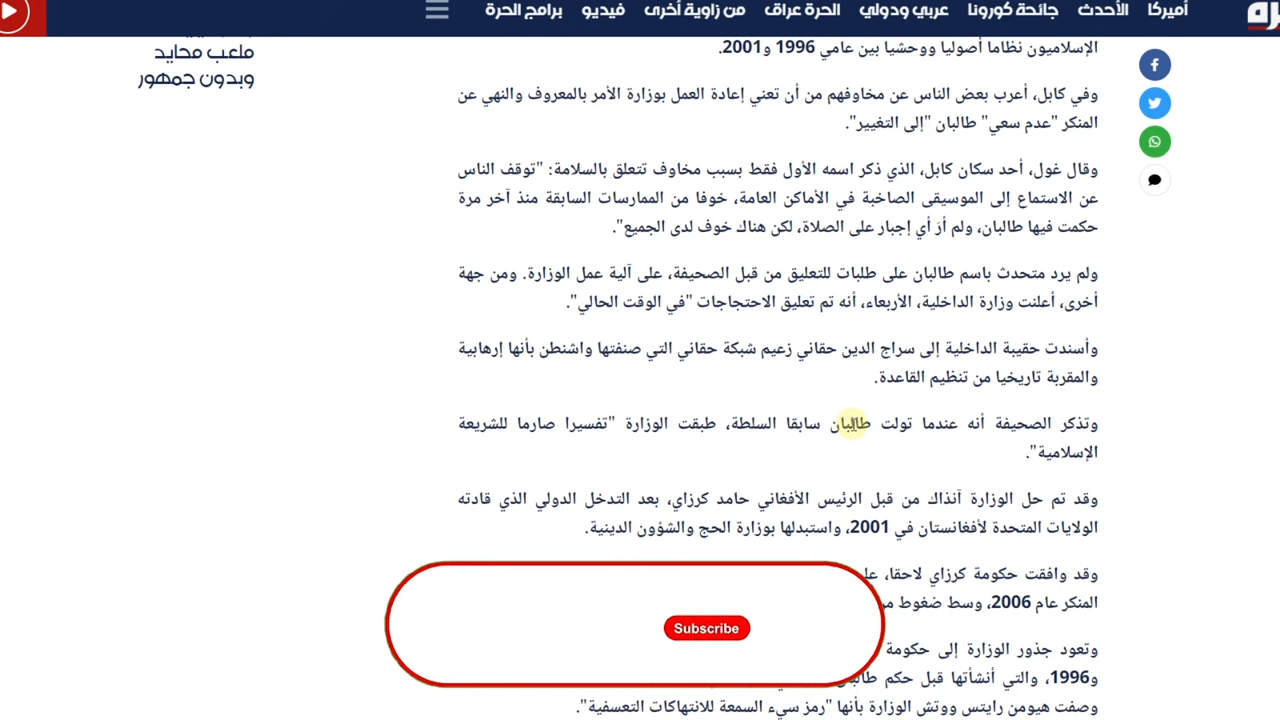 أميركا الأحدث جائحة كورونا عربي ودولي الحرة عراق من زاوية أخرى فيديو برامج الحرة
ملعب محايد
وبدون جمهور
الإسلاميون نظاما أصوليا ووحشيا بين عامي 1996 و2001.
وفي كابل، أعرب بعض الناس عن مخاوفهم من أن تعني إعادة العمل بوزارة الأمر بالمعروف والنهي عن
المنكر "عدم سعي" طالبان "إلى التغيير".
وقال غول، أحد سكان كابل، الذي ذكر اسمه الأول فقط بسبب مخاوف تتعلق بالسلامة: "توقف الناس
عن الاستماع إلى الموسيقى الصاخبة في الأماكن العامة، خوفا من الممارسات السابقة منذ آخر مرة
حكمت فيها طالبان، ولم أرَ أي إجبار على الصلاة، لكن هناك خوف لدى الجميع".
ولم يرد متحدث باسم طالبان على طلبات للتعليق من قبل الصحيفة، على آلية عمل الوزارة. ومن جهة
أخرى، أعلنت وزارة الداخلية، الأربعاء، أنه تم تعليق الاحتجاجات "في الوقت الحالي".
وأسندت حقيبة الداخلية إلى سراج الدين حقاني زعيم شبكة حقاني التي صنفتها واشنطن بأنها إرهابية
والمقربة تاريخيا من تنظيم القاعدة.
وتذكر الصحيفة أنه عندما تولت طالبان سابقا السلطة، طبقت الوزارة "تفسيرا صارما للشريعة
الإسلامية".
وقد تم حل الوزارة آنذاك من قبل الرئيس الأفغاني حامد كرزاي، بعد التدخل الدولي الذي قادته
الولايات المتحدة لأفغانستان في 2001، واستبدلها بوزارة الحج والشؤون الدينية.
وقد وافقت حكومة كرزاي لاحقا،
المنكر عام 2006، وسط ضغوط
Subscribe
وتعود جذور الوزارة إلى حكومة
و1996، والتي أنشأتها قبل حكم
وصفت هيومن رايتس ووتش الوزارة بأنها "رمز سيء السمعة للانتهاكات التعسفية".